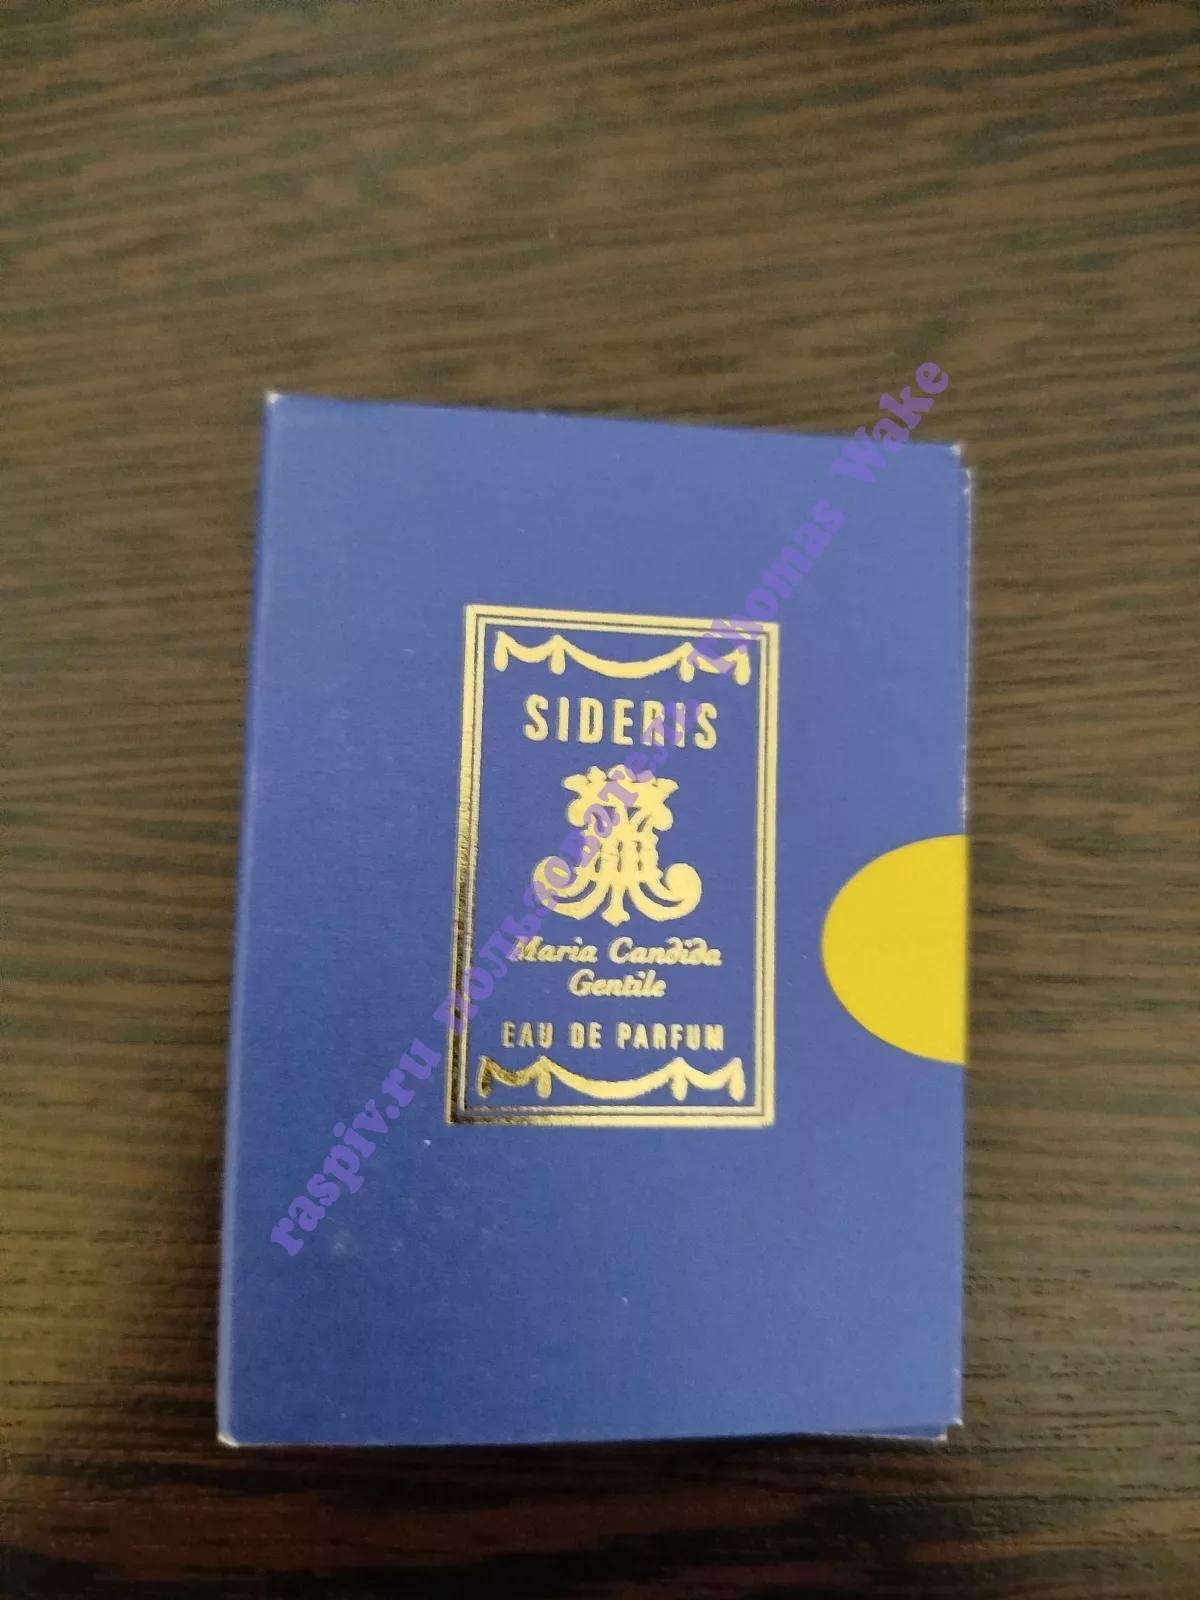 SIDERIS
Maria Candida
Gentile
EAU DE PARFUM
raspiv.ru пользователь Thomas Wake